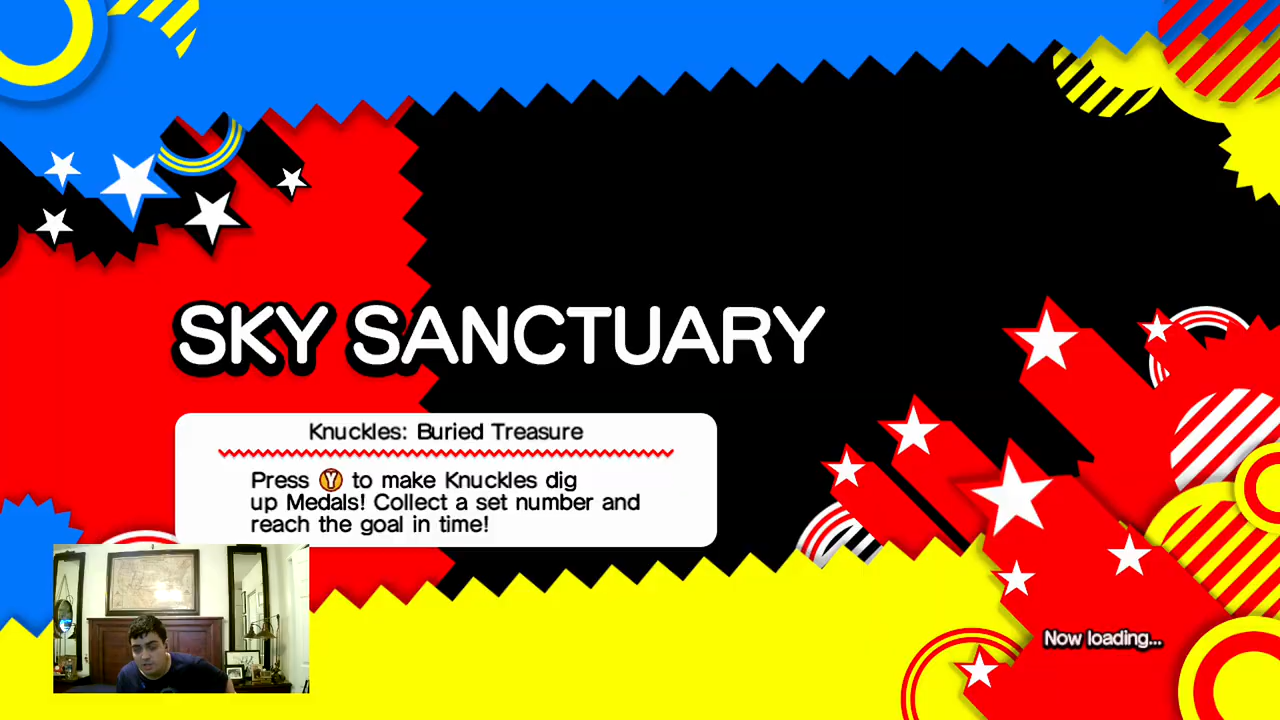 SKY SANCTUARY
Knuckles: Buried Treasure
Press Y to make Knuckles dig
up Medals! Collect a set number and
reach the goal in time!
Now loading...